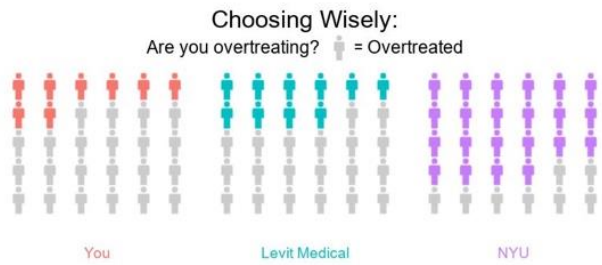 Choosing Wisely:
Are you overtreating? = Overtreated
You Levit Medical NYU